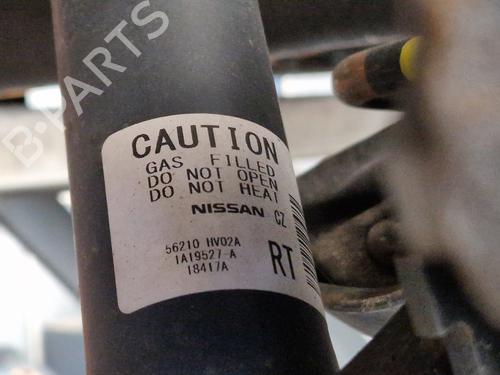 B-PARTS
CAUTION
GAS FILLED
DO NOT OPEN
DO NOT HEAT
NISSAN CZ
56210 HV02A
1A19527-A
18417A
RT